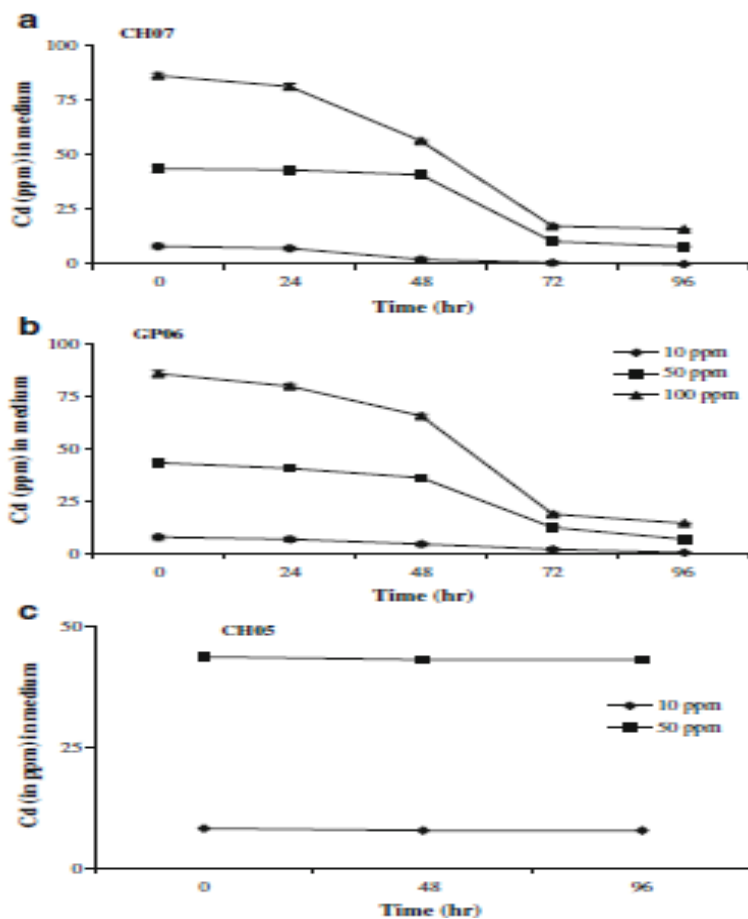 a
CH07
100
75
50
25
0
Cd (ppm) in medium
0 24 48 72 96
Time (hr)
b
GP06
100
75
50
25
0
Cd (ppm) in medium
10 ppm
50 ppm
100 ppm
0 24 48 72 96
Time (hr)
c
CH05
50
25
0
Cd (in ppm) in medium
10 ppm
50 ppm
0 48 96
Time (hr)